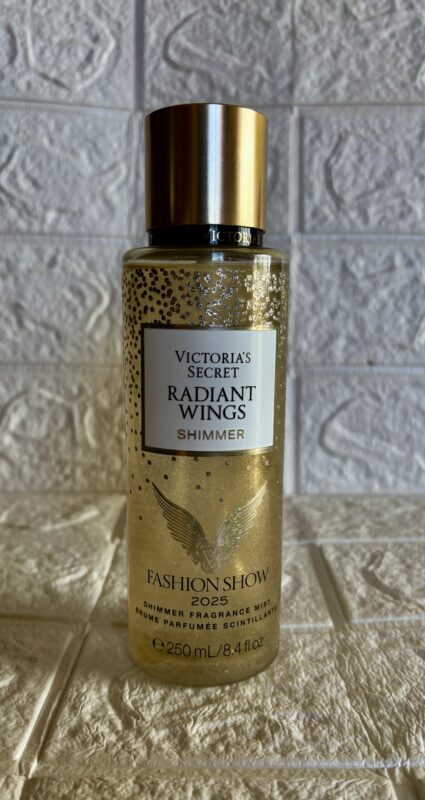 VICTORIA'S
SECRET
RADIANT
WINGS
SHIMMER
FASHION SHOW
2025
SHIMMER FRAGRANCE MIST
BRUME PARFUMÉE SCINTILLANTE
℮ 250 mL/8.4 fl oz